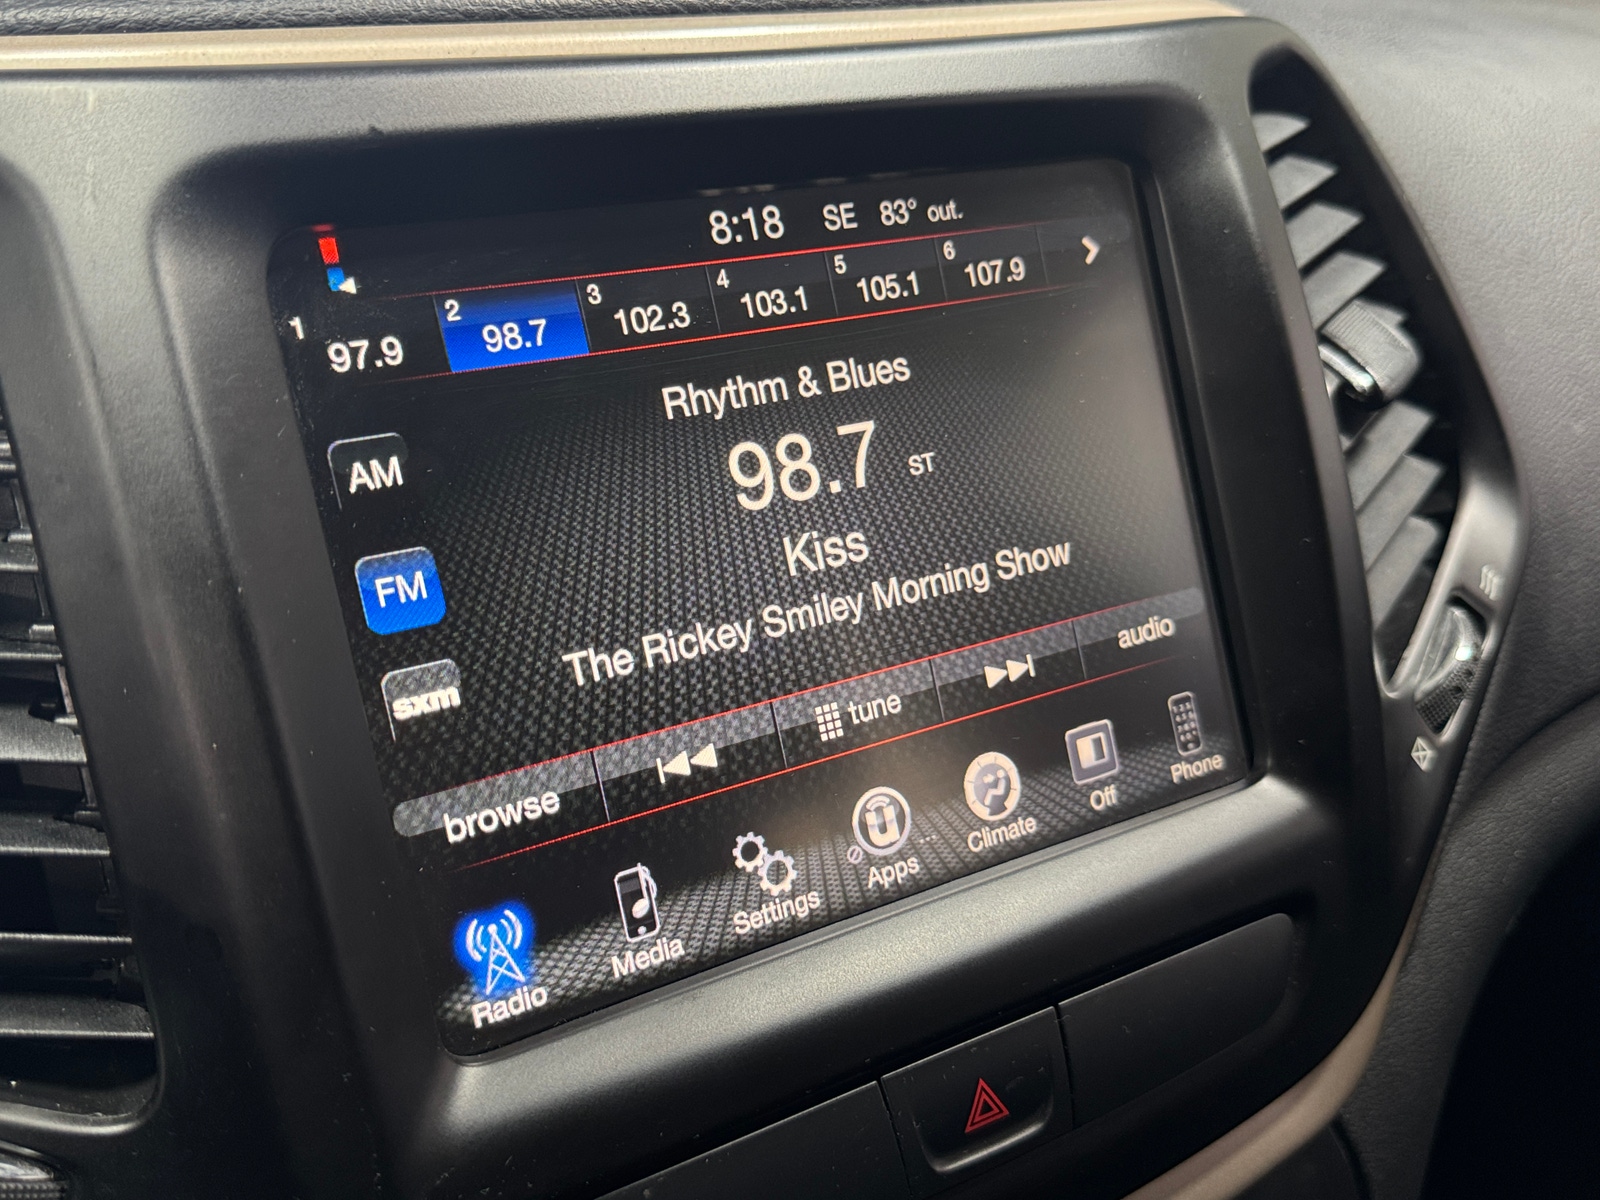 8:18 SE 83° out.
1 97.9 2 98.7 3 102.3 4 103.1 5 105.1 6 107.9
Rhythm & Blues
98.7 ST
Kiss
The Rickey Smiley Morning Show
AM
FM
sxm
browse tune audio
Radio Media Settings Apps Climate Off Phone